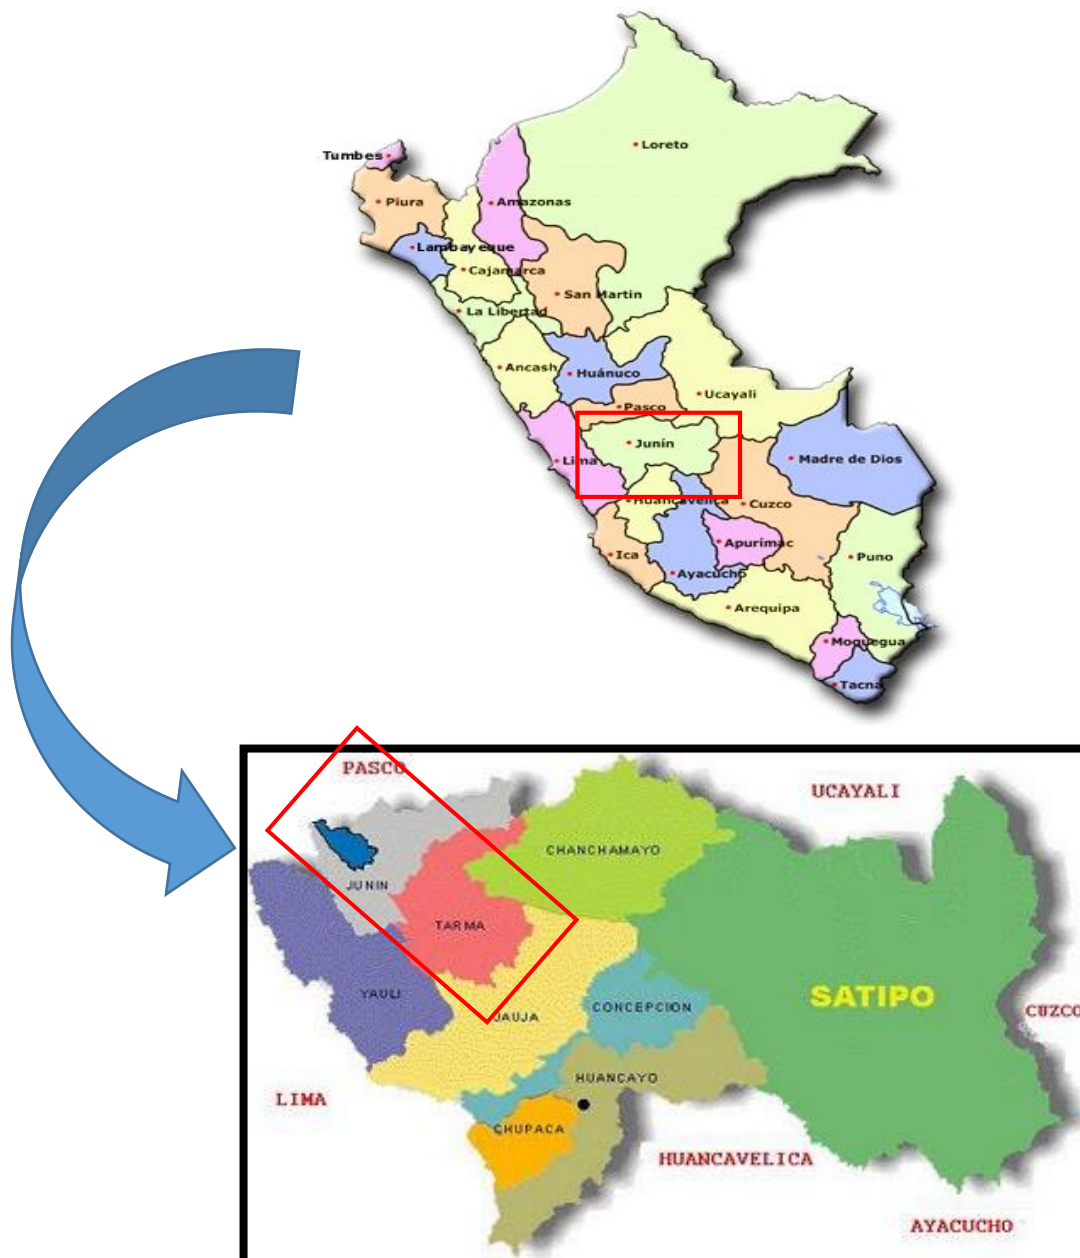 Loreto
Tumbes
Piura
Amazonas
Lambayeque
Cajamarca
San Martin
La Libertad
Ancash
Huánuco
Ucayali
Pasco
Junín
Lima
Madre de Dios
Huancavelica
Cuzco
Apurímac
Ica
Puno
Ayacucho
Arequipa
Moquegua
Tacna
PASCO
UCAYALI
CHANCHAMAYO
JUNIN
TARMA
YAULI
SATIPO
CONCEPCION
CUZCO
JAUJA
HUANCAYO
LIMA
CHUPACA
HUANCAVELICA
AYACUCHO